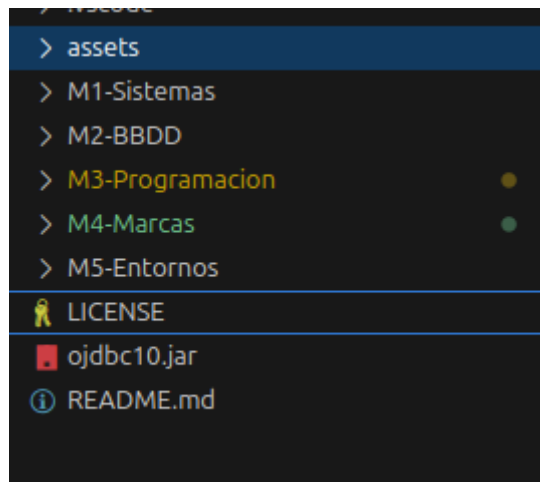 assets
M1-Sistemas
M2-BBDD
M3-Programacion
M4-Marcas
M5-Entornos
LICENSE
ojdbc10.jar
README.md